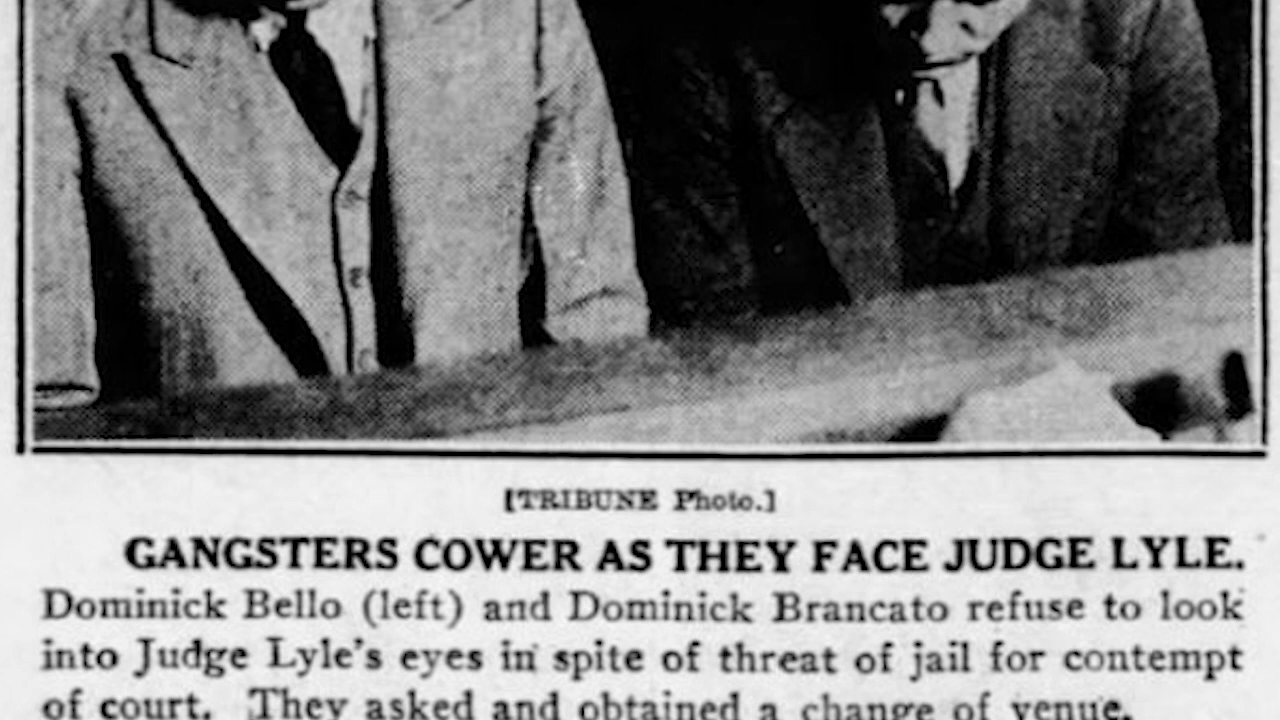 [TRIBUNE Photo.]
GANGSTERS COWER AS THEY FACE JUDGE LYLE.
Dominick Bello (left) and Dominick Brancato refuse to look
into Judge Lyle's eyes in spite of threat of jail for contempt
of court. They asked and obtained a change of venue.